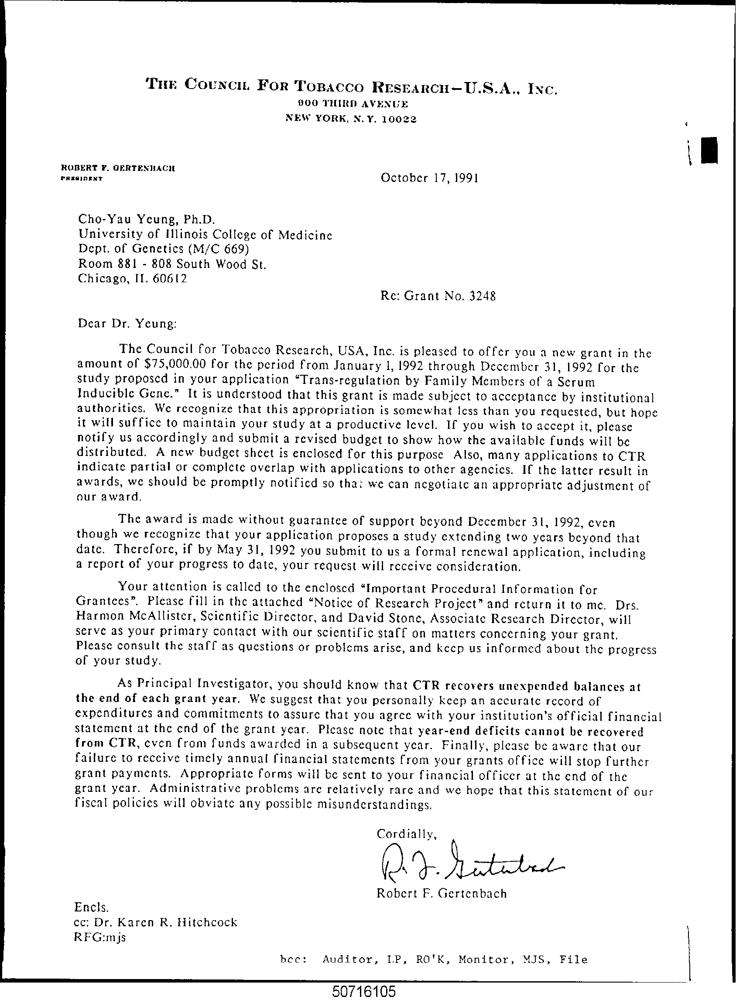 THE COUNCIL FOR TOBACCO RESEARCH—U.S.A., INC.
900 THIRD AVENUE
NEW YORK, N. Y. 10022
ROBERT F. GERTENBACH
PRESIDENT
October 17, 1991
Cho-Yau Yeung, Ph.D.
University of Illinois College of Medicine
Dept. of Genetics (M/C 669)
Room 881 - 808 South Wood St.
Chicago, IL 60612
Re: Grant No. 3248
Dear Dr. Yeung:
The Council for Tobacco Research, USA, Inc. is pleased to offer you a new grant in the
amount of $75,000.00 for the period from January 1, 1992 through December 31, 1992 for the
study proposed in your application "Trans-regulation by Family Members of a Serum
Inducible Gene." It is understood that this grant is made subject to acceptance by institutional
authorities. We recognize that this appropriation is somewhat less than you requested, but hope
it will suffice to maintain your study at a productive level. If you wish to accept it, please
notify us accordingly and submit a revised budget to show how the available funds will be
distributed. A new budget sheet is enclosed for this purpose Also, many applications to CTR
indicate partial or complete overlap with applications to other agencies. If the latter result in
awards, we should be promptly notified so that we can negotiate an appropriate adjustment of
our award.
The award is made without guarantee of support beyond December 31, 1992, even
though we recognize that your application proposes a study extending two years beyond that
date. Therefore, if by May 31, 1992 you submit to us a formal renewal application, including
a report of your progress to date, your request will receive consideration.
Your attention is called to the enclosed "Important Procedural Information for
Grantees". Please fill in the attached "Notice of Research Project" and return it to me. Drs.
Harmon McAllister, Scientific Director, and David Stone, Associate Research Director, will
serve as your primary contact with our scientific staff on matters concerning your grant.
Please consult the staff as questions or problems arise, and keep us informed about the progress
of your study.
As Principal Investigator, you should know that CTR recovers unexpended balances at
the end of each grant year. We suggest that you personally keep an accurate record of
expenditures and commitments to assure that you agree with your institution's official financial
statement at the end of the grant year. Please note that year-end deficits cannot be recovered
from CTR, even from funds awarded in a subsequent year. Finally, please be aware that our
failure to receive timely annual financial statements from your grants office will stop further
grant payments. Appropriate forms will be sent to your financial officer at the end of the
grant year. Administrative problems are relatively rare and we hope that this statement of our
fiscal policies will obviate any possible misunderstandings.
Cordially,
R. F. Gertenbach
Robert F. Gertenbach
Encls.
cc: Dr. Karen R. Hitchcock
RFG:mjs
bcc: Auditor, LP, RO'K, Monitor, MJS, File
50716105